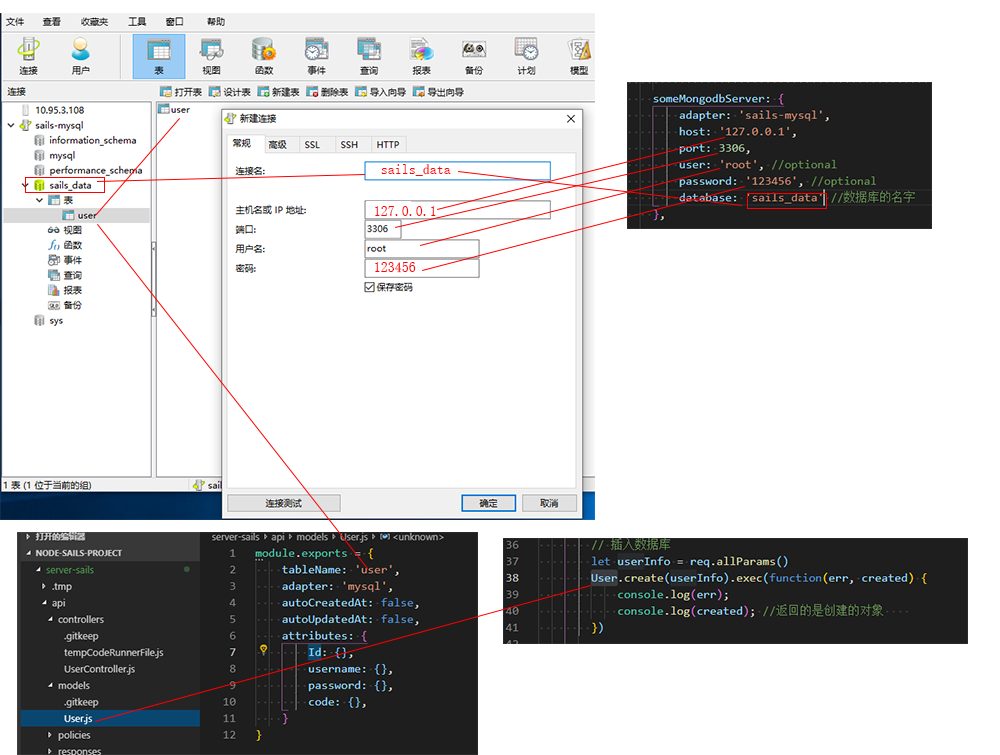 文件 查看 收藏夹 工具 窗口 帮助
连接 用户 表 视图 函数 事件 查询 报表 备份 计划 模型
连接
打开表 设计表 新建表 删除表 导入向导 导出向导
10.95.3.108
sails-mysql
information_schema
mysql
performance_schema
sails_data
表
user
视图
函数
事件
查询
报表
备份
sys
user
1 表 (1 位于当前的组)
sail
新建连接
常规 高级 SSL SSH HTTP
连接名: sails_data
主机名或 IP 地址: 127.0.0.1
端口: 3306
用户名: root
密码: 123456
保存密码
连接测试 确定 取消
someMongodbServer: {
adapter: 'sails-mysql',
host: '127.0.0.1',
port: 3306,
user: 'root', //optional
password: '123456', //optional
database: 'sails_data' //数据库的名字
},
打开的编辑器
NODE-SAILS-PROJECT
server-sails
.tmp
api
controllers
.gitkeep
tempCodeRunnerFile.js
UserController.js
models
.gitkeep
User.js
policies
responses
server-sails › api › models › User.js › <unknown>
1 module.exports = {
2 tableName: 'user',
3 adapter: 'mysql',
4 autoCreatedAt: false,
5 autoUpdatedAt: false,
6 attributes: {
7 Id: {},
8 username: {},
9 password: {},
10 code: {},
11 }
12 }
36 // 插入数据库
37 let userInfo = req.allParams()
38 User.create(userInfo).exec(function(err, created) {
39 console.log(err);
40 console.log(created); //返回的是创建的对象
41 })